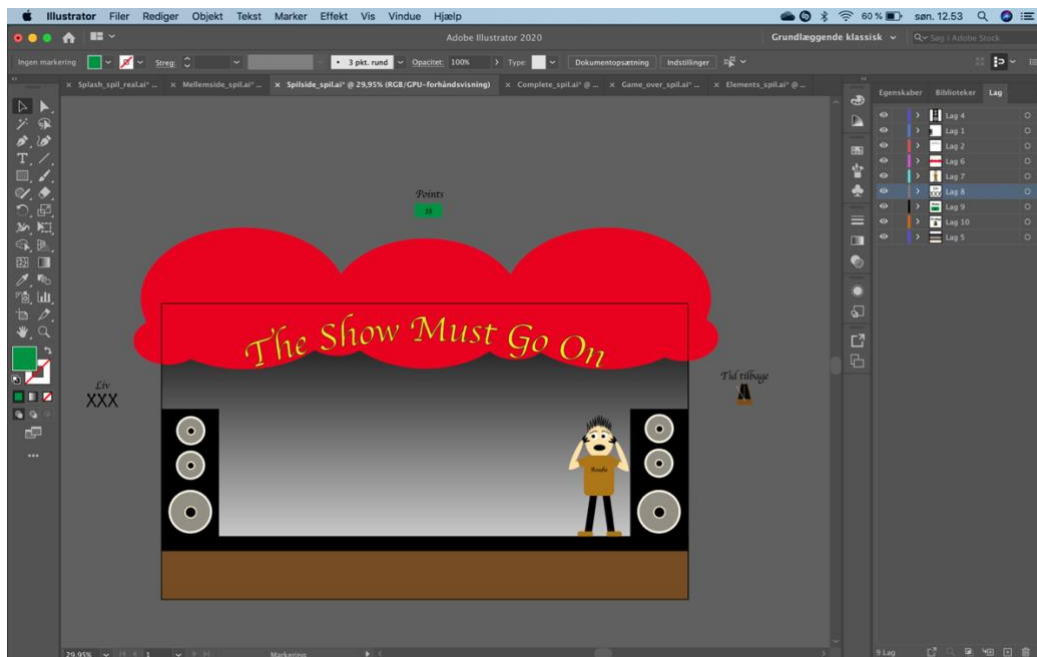 Illustrator Filer Rediger Objekt Tekst Marker Effekt Vis Vindue Hjælp 60 % søn. 12.53
Adobe Illustrator 2020 Grundlæggende klassisk Søg i Adobe Stock
Ingen markering Streg: 3 pkt. rund Opacitet: 100% Type: Dokumentopsætning Indstillinger
× Splash_spil_real.ai* ... × Mellemside_spil.ai* ... × Spilside_spil.ai* @ 29,95% (RGB/GPU-forhåndsvisning) × Complete_spil.ai* @ ... × Game_over_spil.ai* ... × Elements_spil.ai* @ ...
Egenskaber Biblioteker Lag
Lag 4
Lag 1
Lag 2
Lag 6
Lag 7
Lag 8
Lag 9
Lag 10
Lag 5
Points
The Show Must Go On
Liv
XXX
Tid tilbage
29,95% 1 Markering
9 Lag